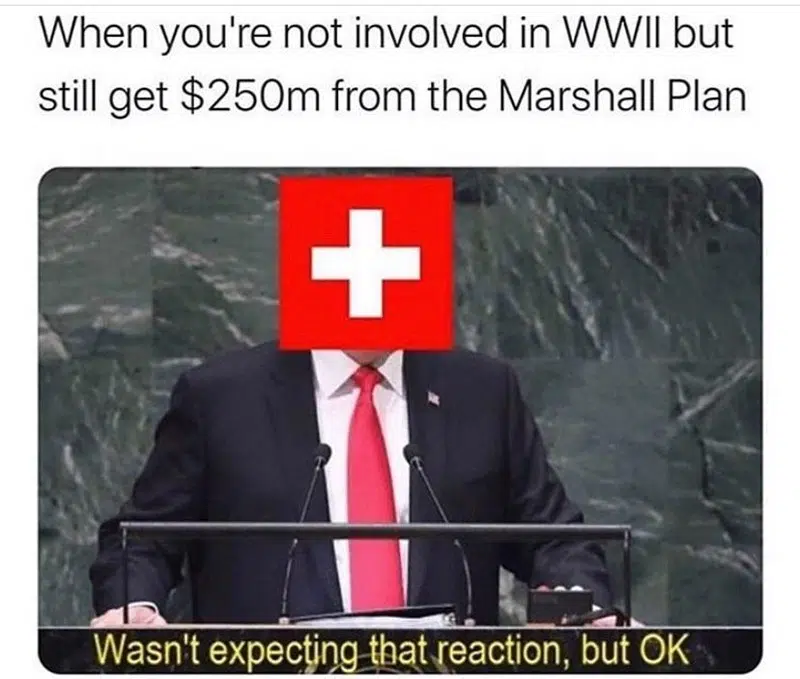 When you're not involved in WWII but
still get $250m from the Marshall Plan
Wasn't expecting that reaction, but OK